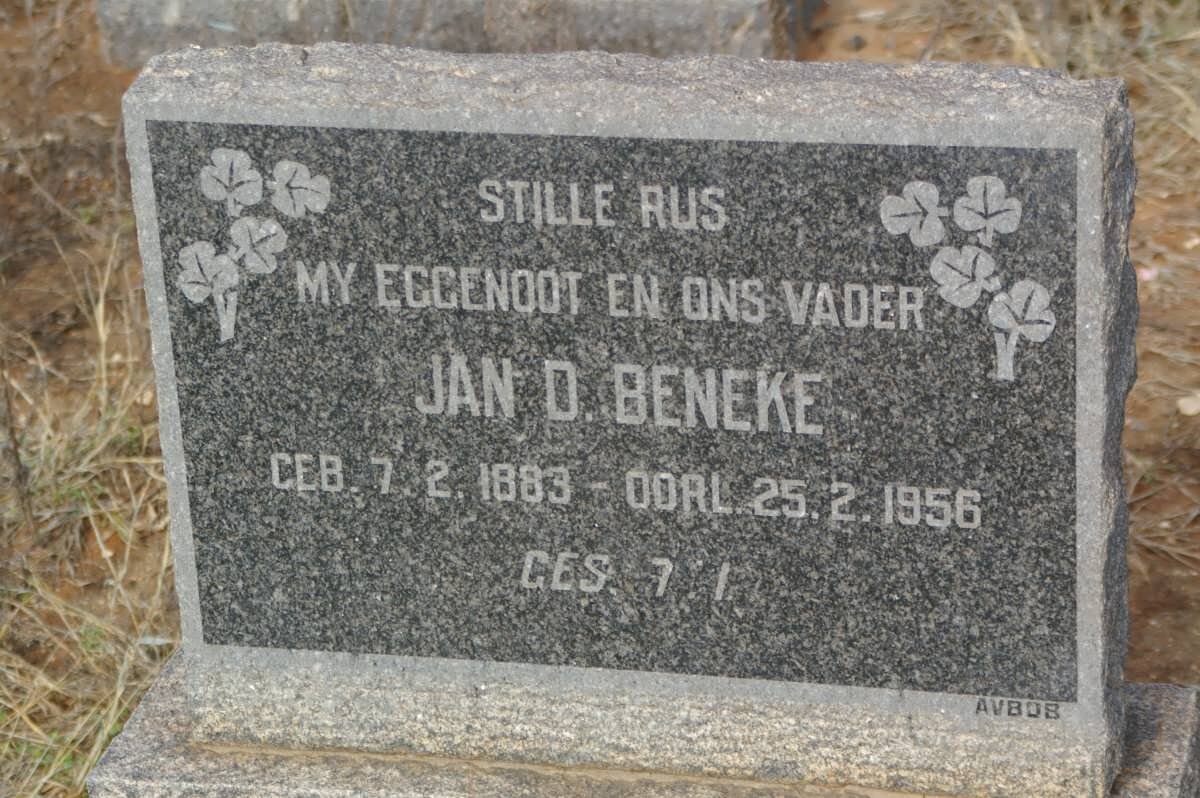 STILLE RUS
MY EGGENOOT EN ONS VADER
JAN D. BENEKE
GEB. 7. 2. 1883 - OORL. 25. 2. 1956
GES. 7 : 1
AVBOB